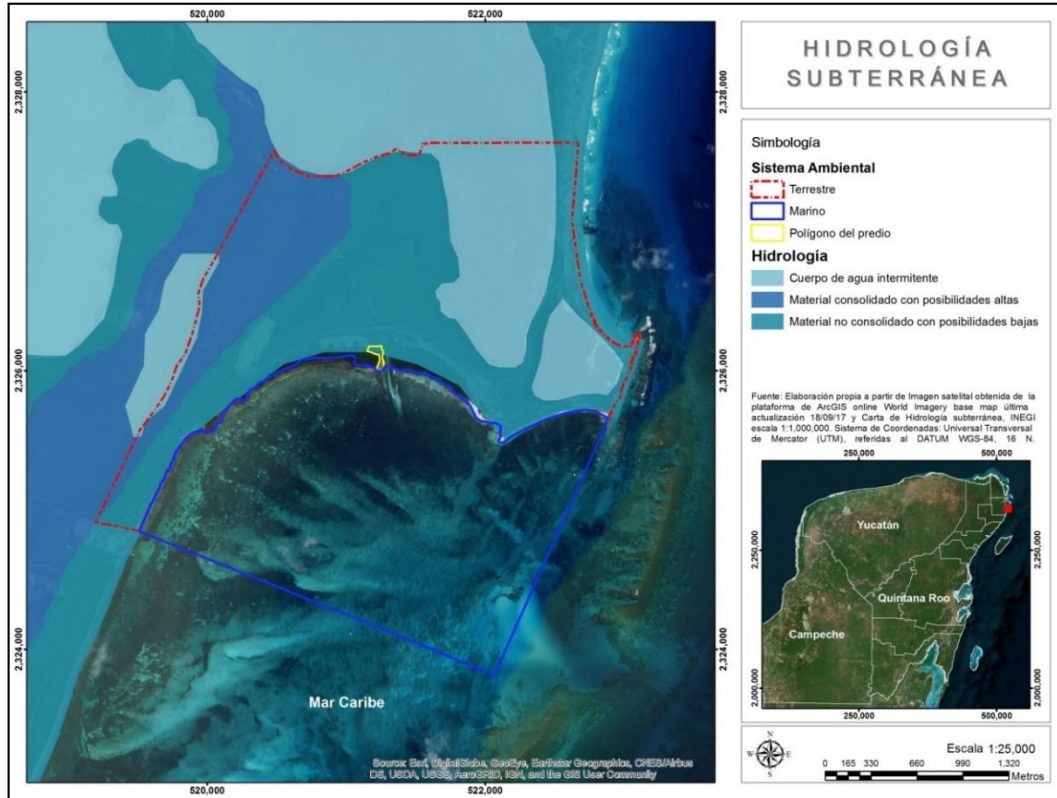 520,000
522,000
2,328,000
2,328,000
2,326,000
2,326,000
2,324,000
2,324,000
Mar Caribe
Source: Esri, DigitalGlobe, GeoEye, Earthstar Geographics, CNES/Airbus
DS, USDA, USGS, AeroGRID, IGN, and the GIS User Community
520,000
522,000
HIDROLOGÍA
SUBTERRÁNEA
Simbología
Sistema Ambiental
Terrestre
Marino
Polígono del predio
Hidrología
Cuerpo de agua intermitente
Material consolidado con posibilidades altas
Material no consolidado con posibilidades bajas
Fuente: Elaboración propia a partir de Imagen satelital obtenida de la
plataforma de ArcGIS online World Imagery base map última
actualización 18/09/17 y Carta de Hidrología subterránea, INEGI
escala 1:1,000,000. Sistema de Coordenadas: Universal Transversal
de Mercator (UTM), referidas al DATUM WGS-84, 16 N.
250,000
500,000
2,250,000
2,250,000
2,000,000
2,000,000
Yucatán
Quintana Roo
Campeche
250,000
500,000
N
W
E
S
Escala 1:25,000
0 165 330 660 990 1,320
Metros